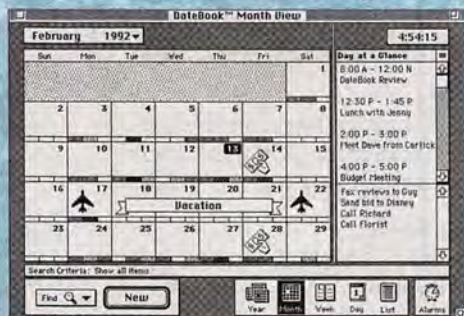 DateBook™ Month View
February 1992
4:54:15
Sun Mon Tue Wed Thu Fri Sat
1
2 3 4 5 6 7 8
9 10 11 12 13 14 15
16 17 18 19 20 21 22
Vacation
23 24 25 26 27 28 29
Day at a Glance
8:00 A - 12:00 N
DateBook Review
12:30 P - 1:45 P
Lunch with Jenny
2:00 P - 3:00 P
Meet Dave from Carlick
4:00 P - 5:00 P
Budget Meeting
Fax reviews to Guy
Send bid to Disney
Call Richard
Call Florist
Search Criteria: Show all items
Find
New
Year Month Week Day List Alarms